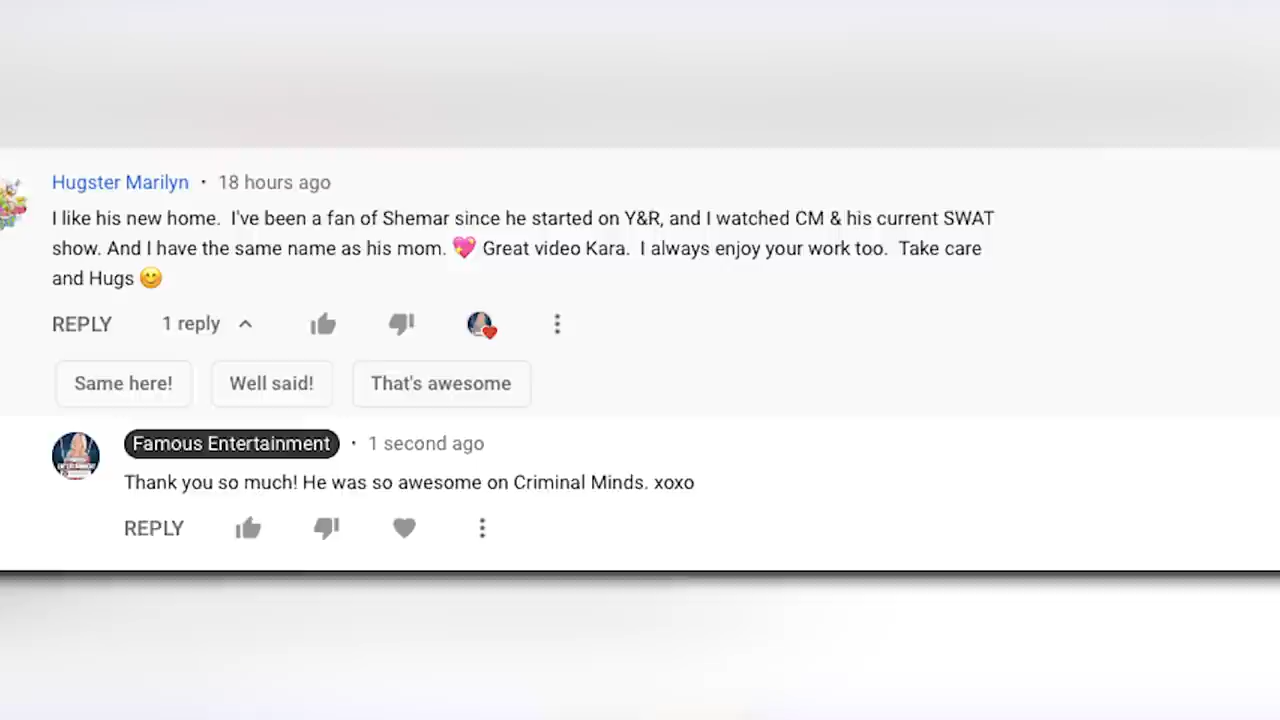 Hugster Marilyn · 18 hours ago
I like his new home.  I've been a fan of Shemar since he started on Y&R, and I watched CM & his current SWAT
show. And I have the same name as his mom. 💖 Great video Kara.  I always enjoy your work too.  Take care
and Hugs 😊
REPLY 1 reply
Same here! Well said! That's awesome
Famous Entertainment · 1 second ago
Thank you so much! He was so awesome on Criminal Minds. xoxo
REPLY